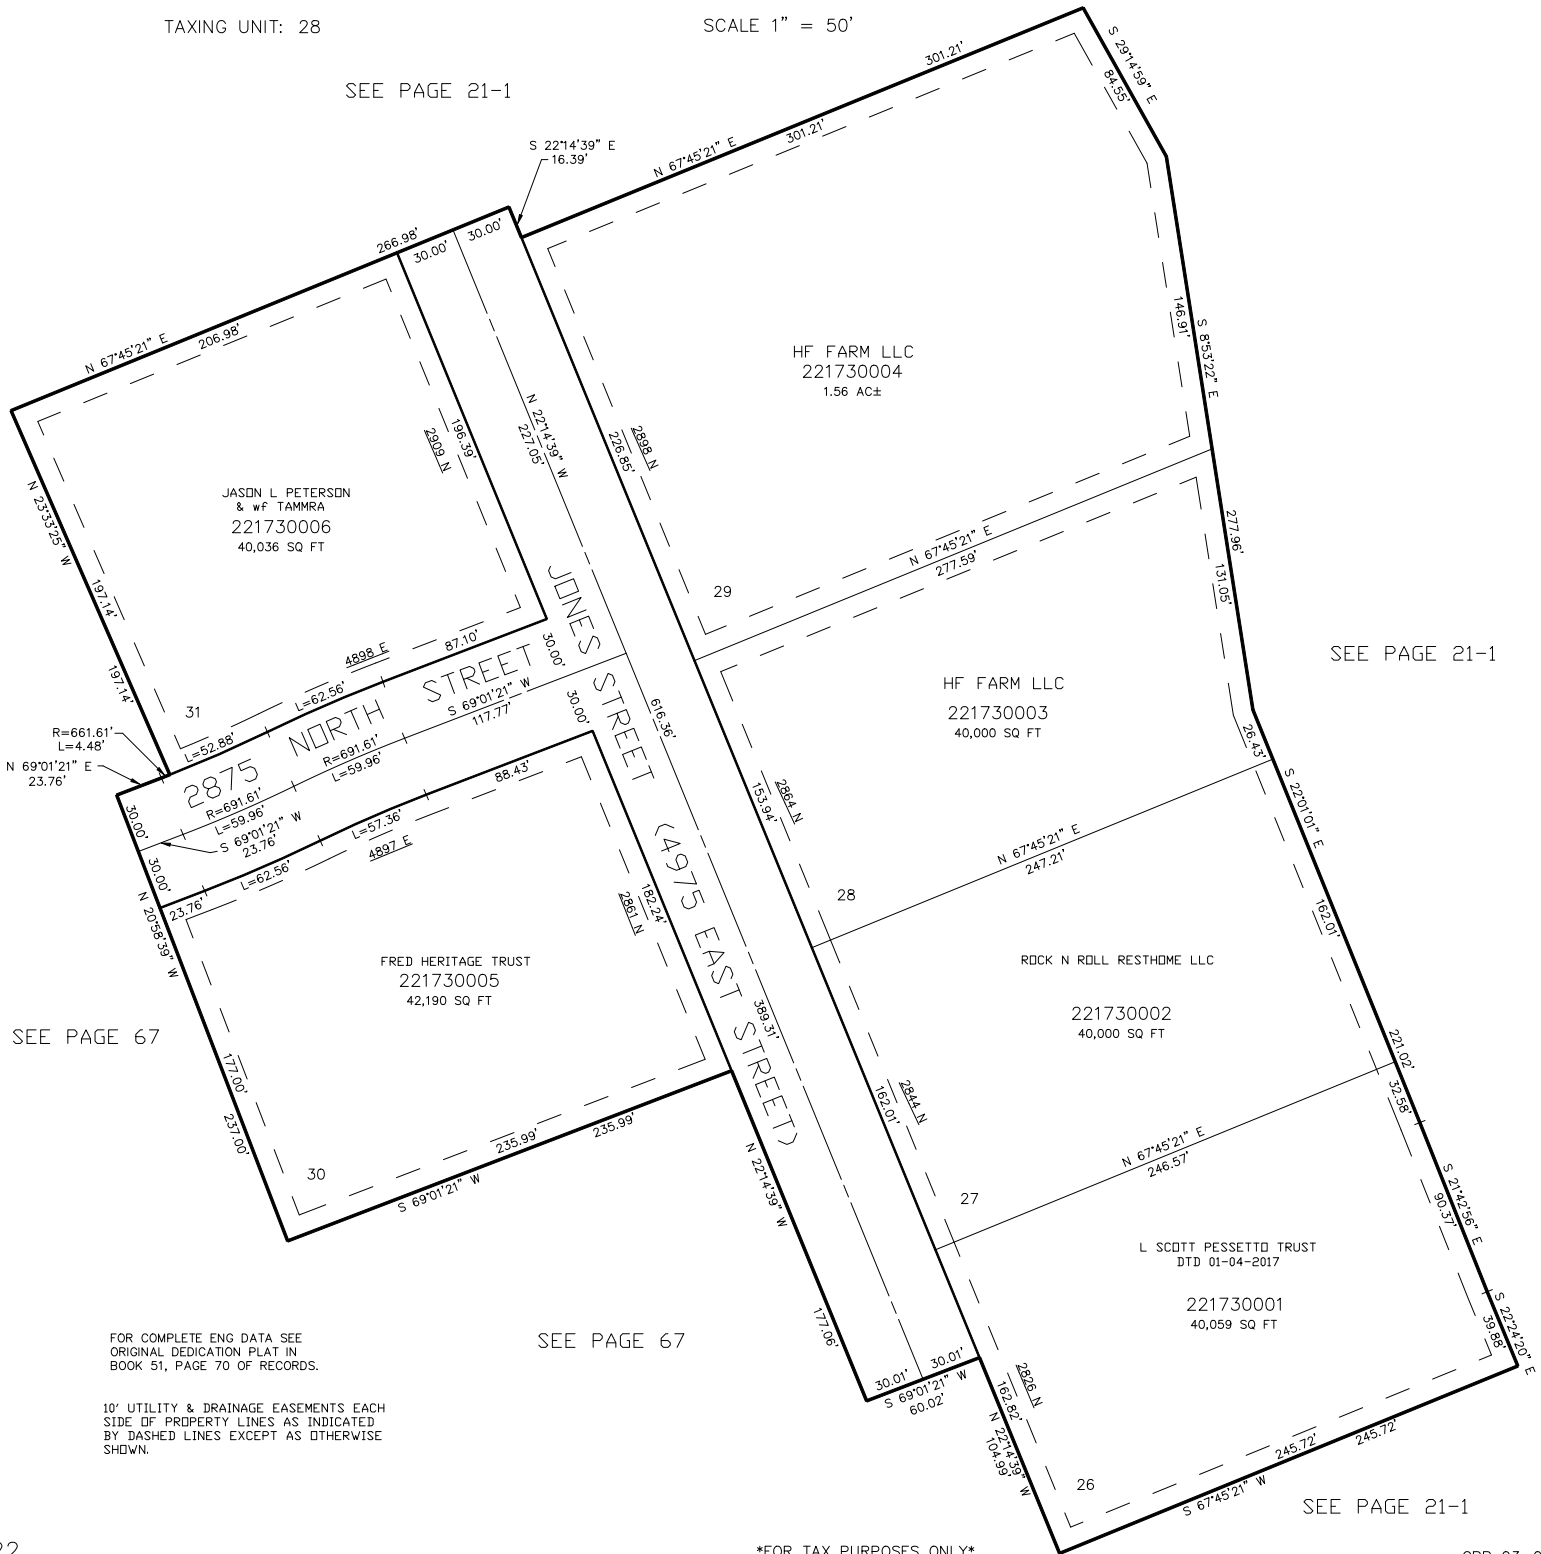 TAXING UNIT: 28
SCALE 1" = 50'
SEE PAGE 21-1
S 22°14'39" E
16.39'
N 67°45'21" E
301.21'
301.21'
S 29°14'59" E
84.55'
266.98'
30.00'
30.00'
N 67°45'21" E
206.98'
146.91'
S 8°53'22" E
HF FARM LLC
221730004
1.56 AC±
2898 N
226.85'
N 22°14'39" W
227.05'
196.39'
2909 N
JASON L PETERSON
& wf TAMMRA
221730006
40,036 SQ FT
N 23°33'25" W
197.14'
197.14'
277.96'
131.05'
N 67°45'21" E
277.59'
29
JONES STREET (4975 EAST STREET)
4898 E
87.10'
L=62.56'
L=52.88'
31
30.00'
30.00'
S 69°01'21" W
117.77'
2875 NORTH STREET
R=691.61'
L=59.96'
R=691.61'
L=59.96'
R=661.61'
L=4.48'
N 69°01'21" E
23.76'
S 69°01'21" W
23.76'
30.00'
30.00'
616.36'
SEE PAGE 21-1
HF FARM LLC
221730003
40,000 SQ FT
26.43'
153.94'
2864 N
S 22°01'01" E
N 67°45'21" E
247.21'
28
88.43'
L=57.36'
4897 E
L=62.56'
23.76'
N 20°58'39" W
182.24'
2861 N
FRED HERITAGE TRUST
221730005
42,190 SQ FT
162.01'
ROCK N ROLL RESTHOME LLC
221730002
40,000 SQ FT
389.31'
SEE PAGE 67
177.00'
237.00'
2844 N
162.01'
221.02'
32.58'
235.99'
235.99'
S 69°01'21" W
30
N 67°45'21" E
246.57'
27
N 22°14'39" W
177.06'
S 21°42'56" E
90.37'
L SCOTT PESSETTO TRUST
DTD 01-04-2017
221730001
40,059 SQ FT
S 22°24'20" E
39.88'
FOR COMPLETE ENG DATA SEE
ORIGINAL DEDICATION PLAT IN
BOOK 51, PAGE 70 OF RECORDS.
SEE PAGE 67
30.01'
30.01'
S 69°01'21" W
60.02'
2826 N
162.82'
N 22°14'39" W
104.99'
10' UTILITY & DRAINAGE EASEMENTS EACH
SIDE OF PROPERTY LINES AS INDICATED
BY DASHED LINES EXCEPT AS OTHERWISE
SHOWN.
245.72'
245.72'
S 67°45'21" W
26
SEE PAGE 21-1
*FOR TAX PURPOSES ONLY*